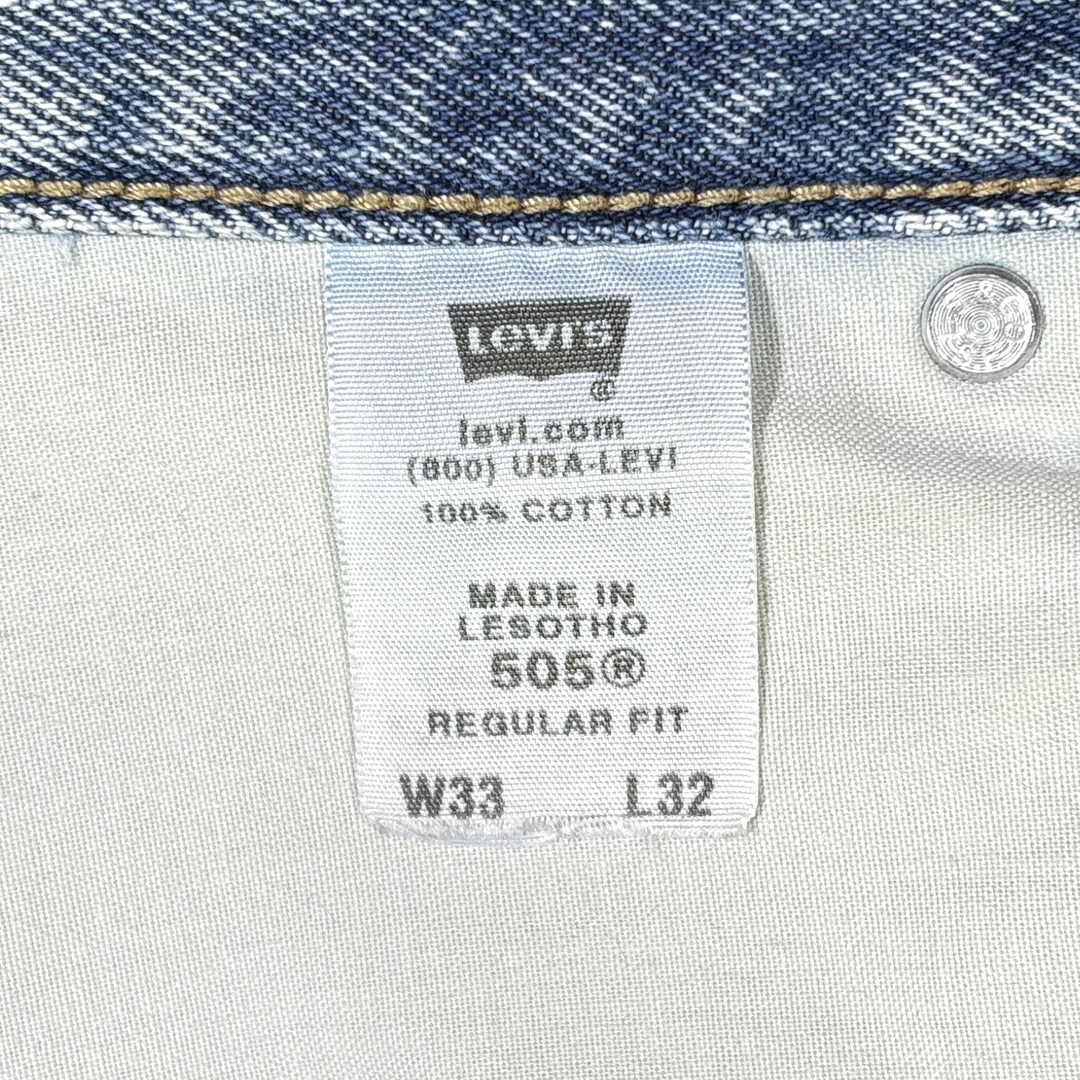 Levi's
®
levi.com
(800) USA-LEVI
100% COTTON
MADE IN
LESOTHO
505®
REGULAR FIT
W33 L32